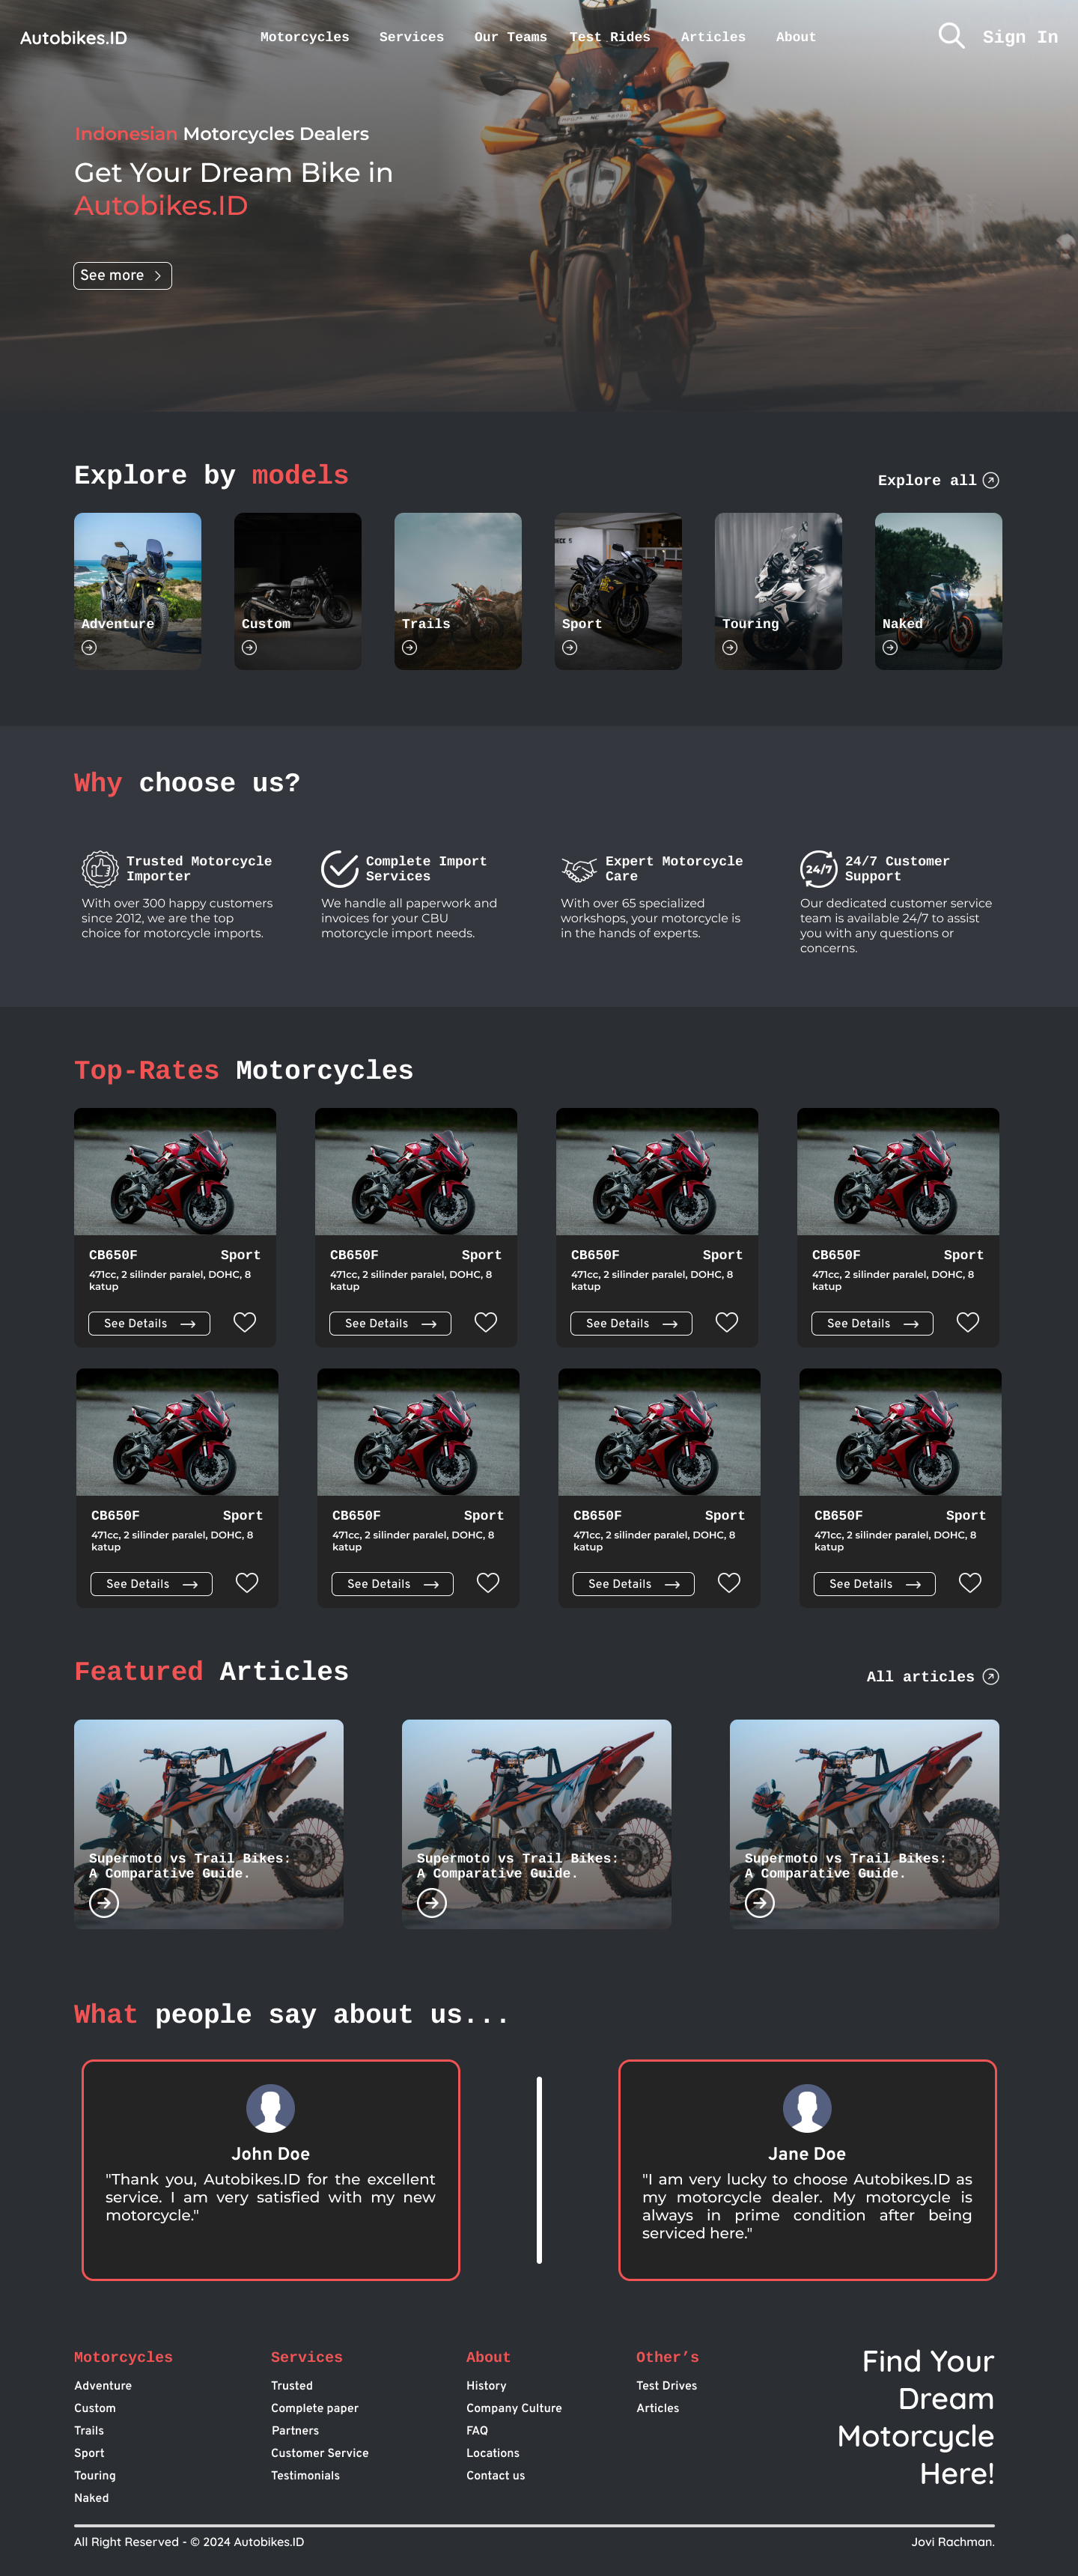 Autobikes.ID
Motorcycles
Services
Our Teams
Test Rides
Articles
About
Sign In
Indonesian Motorcycles Dealers
Get Your Dream Bike in
Autobikes.ID
See more
Explore by models
Explore all
Adventure
Custom
Trails
Sport
Touring
Naked
Why choose us?
Trusted Motorcycle
Importer
With over 300 happy customers
since 2012, we are the top
choice for motorcycle imports.
Complete Import
Services
We handle all paperwork and
invoices for your CBU
motorcycle import needs.
Expert Motorcycle
Care
With over 65 specialized
workshops, your motorcycle is
in the hands of experts.
24/7
24/7 Customer
Support
Our dedicated customer service
team is available 24/7 to assist
you with any questions or
concerns.
Top-Rates Motorcycles
CB650F Sport
471cc, 2 silinder paralel, DOHC, 8
katup
See Details
CB650F Sport
471cc, 2 silinder paralel, DOHC, 8
katup
See Details
CB650F Sport
471cc, 2 silinder paralel, DOHC, 8
katup
See Details
CB650F Sport
471cc, 2 silinder paralel, DOHC, 8
katup
See Details
CB650F Sport
471cc, 2 silinder paralel, DOHC, 8
katup
See Details
CB650F Sport
471cc, 2 silinder paralel, DOHC, 8
katup
See Details
CB650F Sport
471cc, 2 silinder paralel, DOHC, 8
katup
See Details
CB650F Sport
471cc, 2 silinder paralel, DOHC, 8
katup
See Details
Featured Articles
All articles
Supermoto vs Trail Bikes:
A Comparative Guide.
Supermoto vs Trail Bikes:
A Comparative Guide.
Supermoto vs Trail Bikes:
A Comparative Guide.
What people say about us...
John Doe
"Thank you, Autobikes.ID for the excellent
service. I am very satisfied with my new
motorcycle."
Jane Doe
"I am very lucky to choose Autobikes.ID as
my motorcycle dealer. My motorcycle is
always in prime condition after being
serviced here."
Motorcycles
Adventure
Custom
Trails
Sport
Touring
Naked
Services
Trusted
Complete paper
Partners
Customer Service
Testimonials
About
History
Company Culture
FAQ
Locations
Contact us
Other’s
Test Drives
Articles
Find Your
Dream
Motorcycle
Here!
All Right Reserved - © 2024 Autobikes.ID
Jovi Rachman.